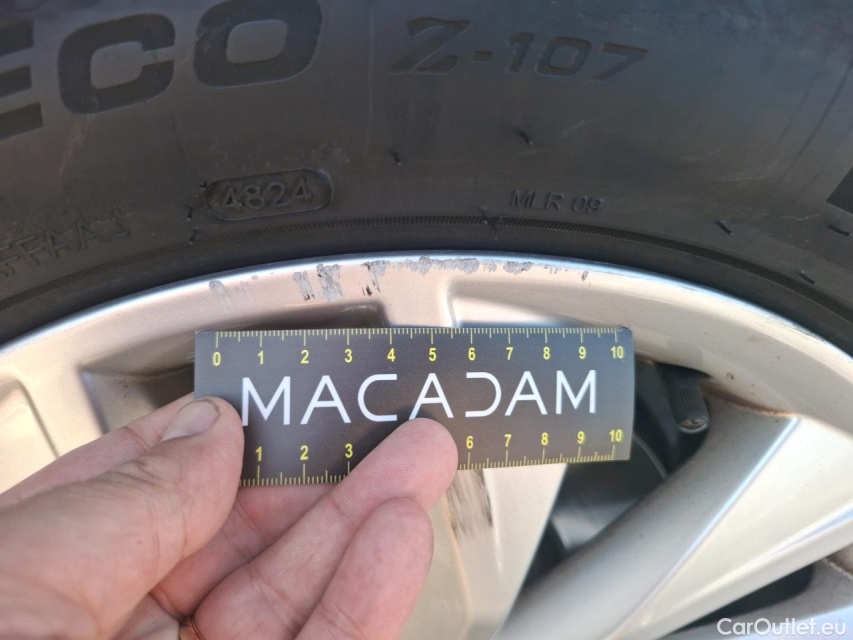 ECO Z-107
4824
MLR 09
0 1 2 3 4 5 6 7 8 9 10
MACADAM
1 2 3 6 7 8 9 10
CarOutlet.eu